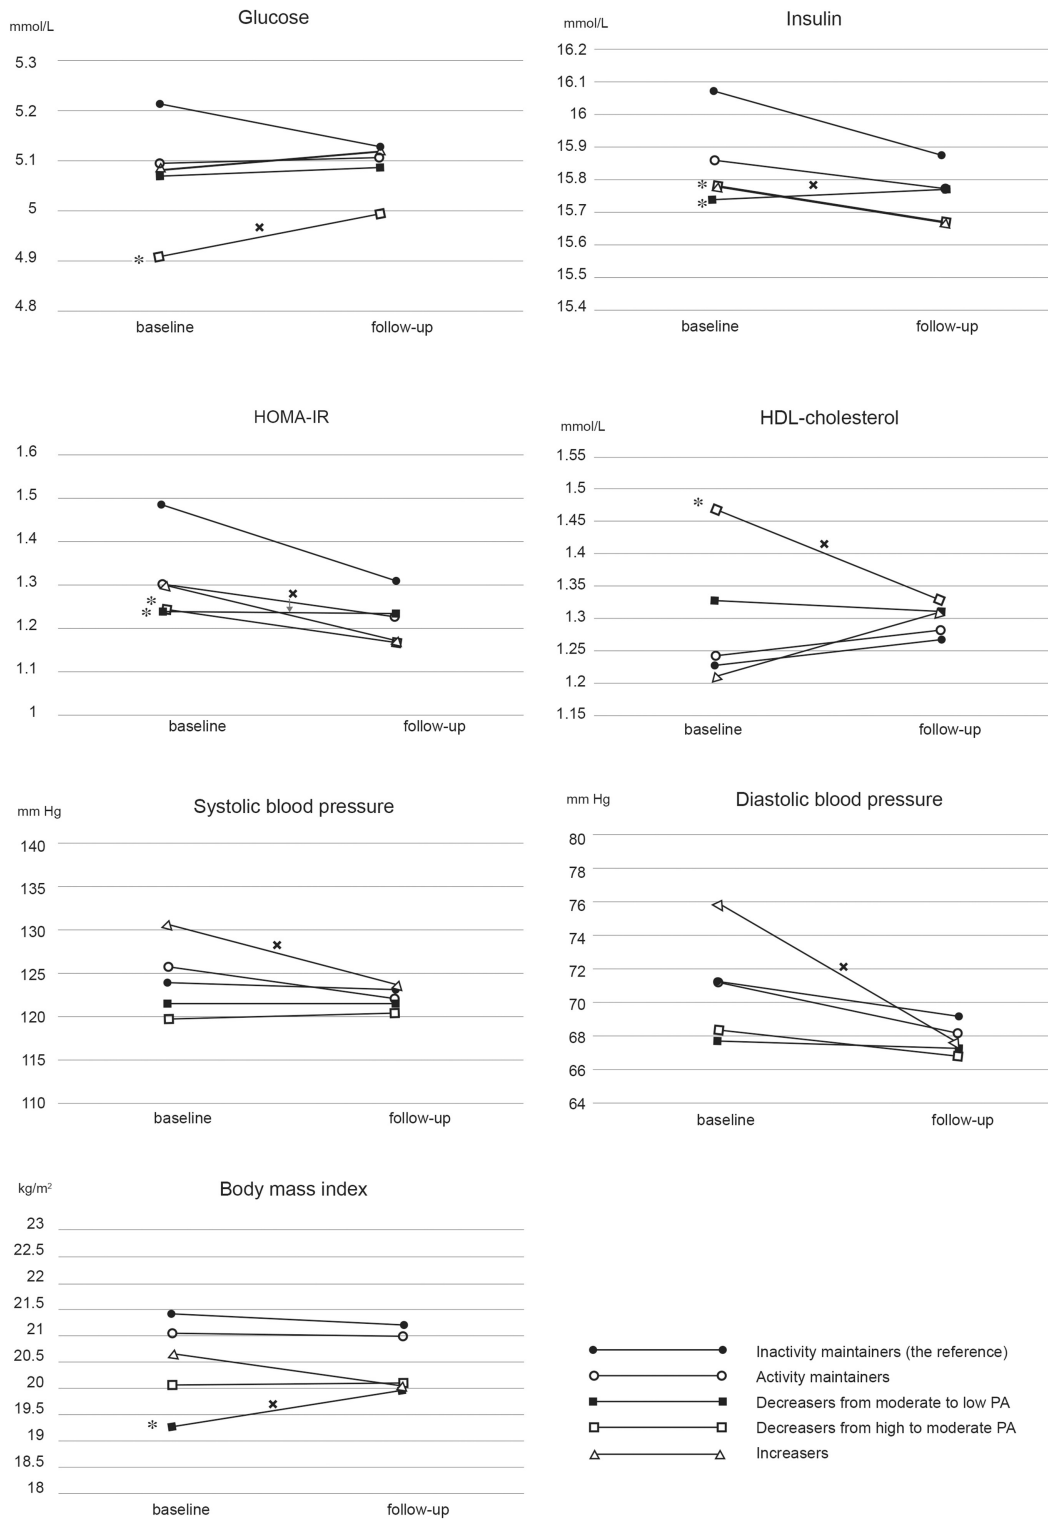 Glucose
mmol/L
5.3
5.2
5.1
5
4.9
4.8
*
baseline follow-up
Insulin
mmol/L
16.2
16.1
16
15.9
15.8
15.7
15.6
15.5
15.4
*
*
baseline follow-up
HOMA-IR
1.6
1.5
1.4
1.3
1.2
1.1
1
*
*
baseline follow-up
HDL-cholesterol
mmol/L
1.55
1.5
1.45
1.4
1.35
1.3
1.25
1.2
1.15
*
baseline follow-up
Systolic blood pressure
mm Hg
140
135
130
125
120
115
110
baseline follow-up
Diastolic blood pressure
mm Hg
80
78
76
74
72
70
68
66
64
baseline follow-up
Body mass index
kg/m²
23
22.5
22
21.5
21
20.5
20
19.5
19
18.5
18
*
baseline follow-up
Inactivity maintainers (the reference)
Activity maintainers
Decreasers from moderate to low PA
Decreasers from high to moderate PA
Increasers